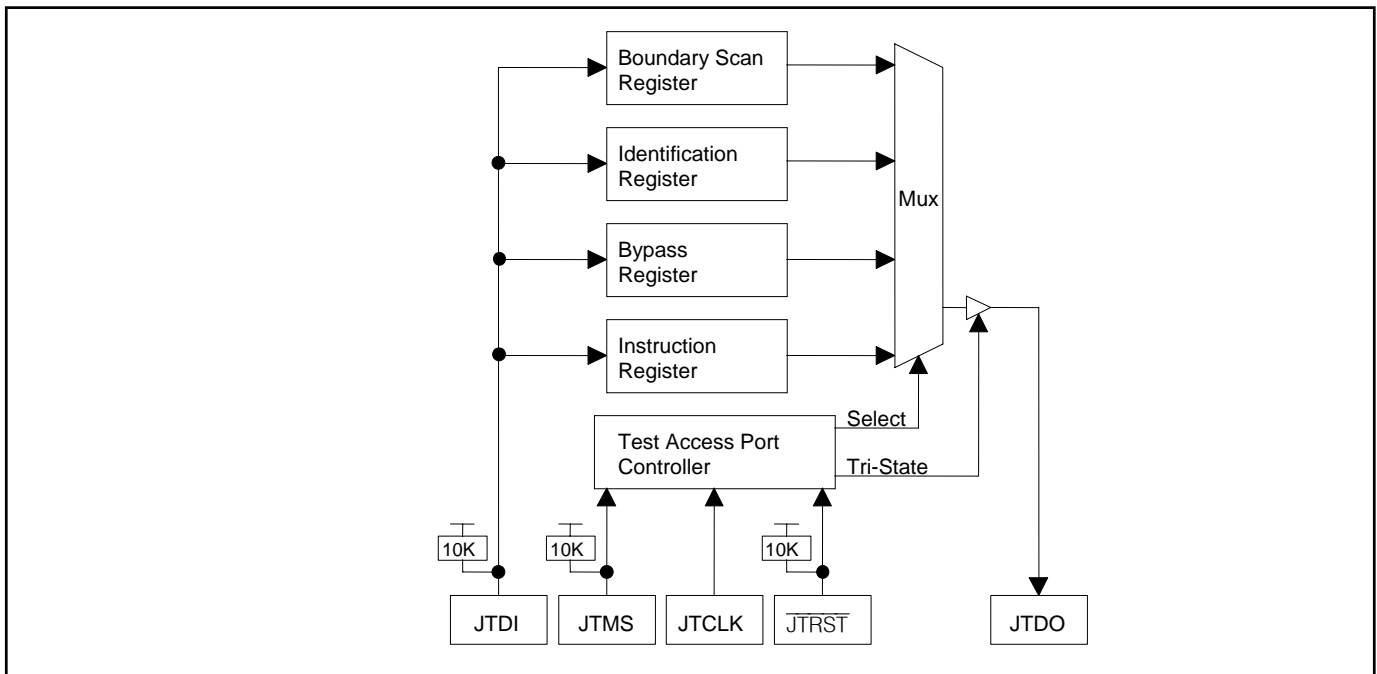 Boundary Scan
Register
Identification
Register
Mux
Bypass
Register
Instruction
Register
Select
Test Access Port
Controller
Tri-State
10K
10K
10K
JTDI
JTMS
JTCLK
JTRST
JTDO